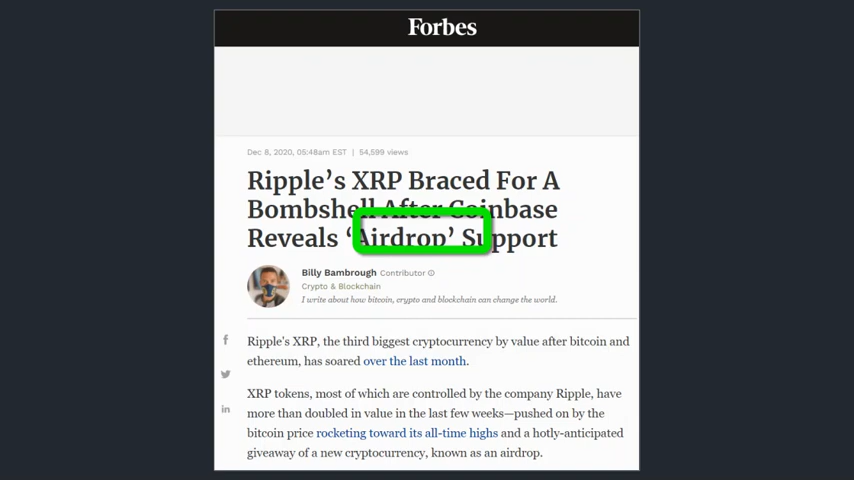 Forbes
Dec 8, 2020, 05:48am EST | 54,599 views
Ripple's XRP Braced For A
Bombshell After Coinbase
Reveals 'Airdrop' Support
Billy Bambrough Contributor
Crypto & Blockchain
I write about how bitcoin, crypto and blockchain can change the world.
Ripple's XRP, the third biggest cryptocurrency by value after bitcoin and
ethereum, has soared over the last month.
XRP tokens, most of which are controlled by the company Ripple, have
more than doubled in value in the last few weeks—pushed on by the
bitcoin price rocketing toward its all-time highs and a hotly-anticipated
giveaway of a new cryptocurrency, known as an airdrop.